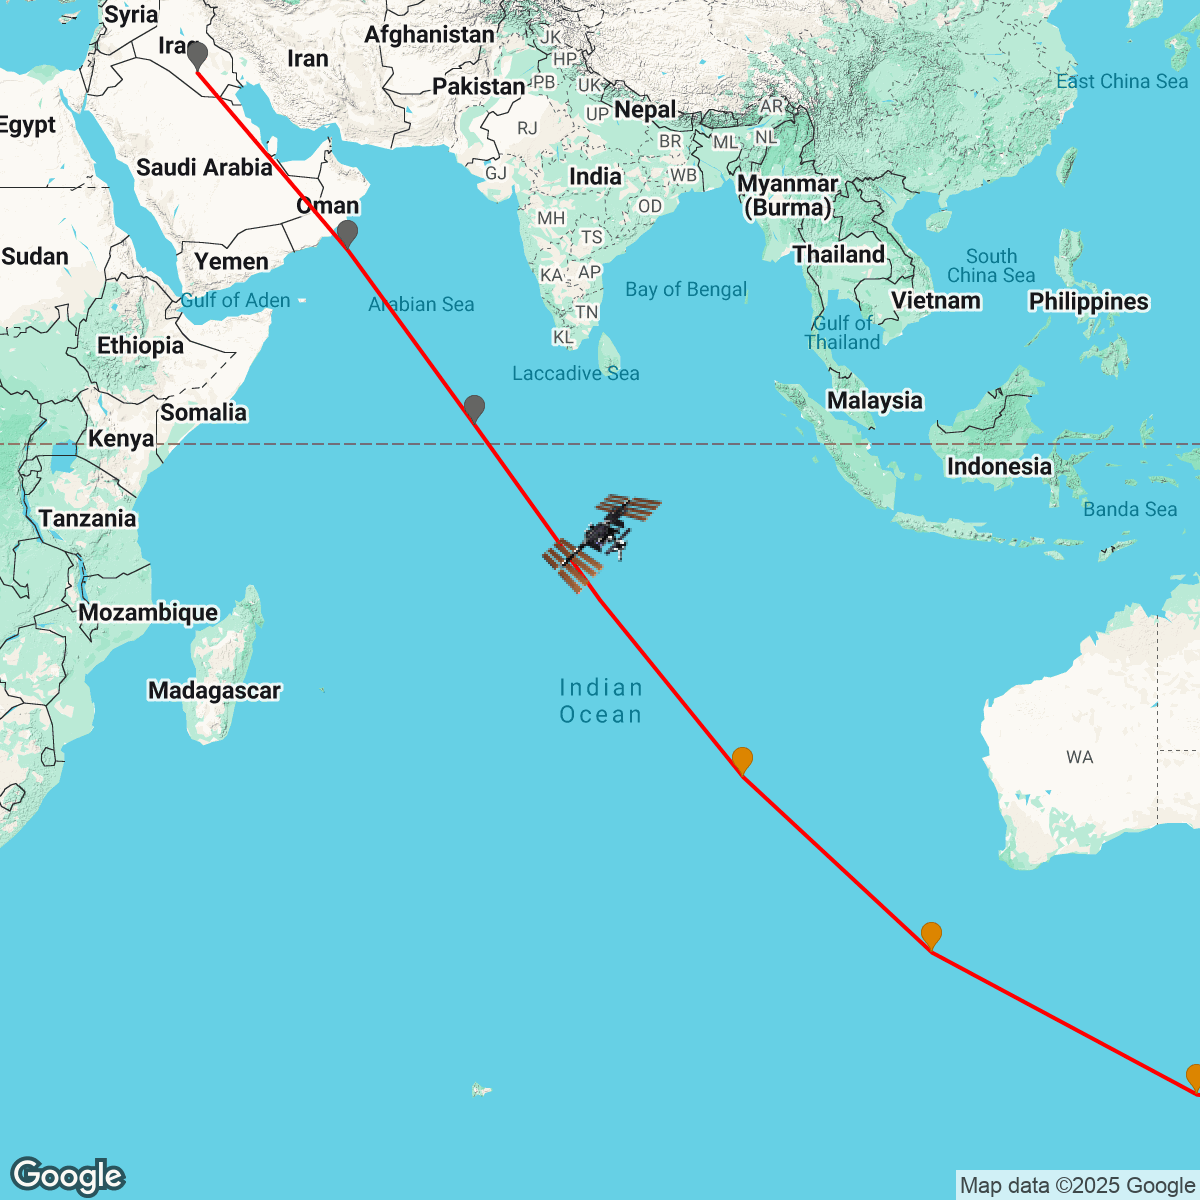 Syria
Afghanistan
JK
Iraq
Iran
HP
Pakistan
PB
UK
East China Sea
Nepal
AR
UP
Egypt
RJ
NL
BR
ML
Saudi Arabia
GJ
India
WB
Myanmar
(Burma)
Oman
OD
MH
TS
Sudan
Yemen
Thailand
South
China Sea
KA
AP
Bay of Bengal
Gulf of Aden
Arabian Sea
Vietnam
Philippines
TN
Gulf of
Thailand
KL
Ethiopia
Laccadive Sea
Malaysia
Somalia
Kenya
Indonesia
Banda Sea
Tanzania
Mozambique
Madagascar
Indian
Ocean
WA
Google
Map data ©2025 Google